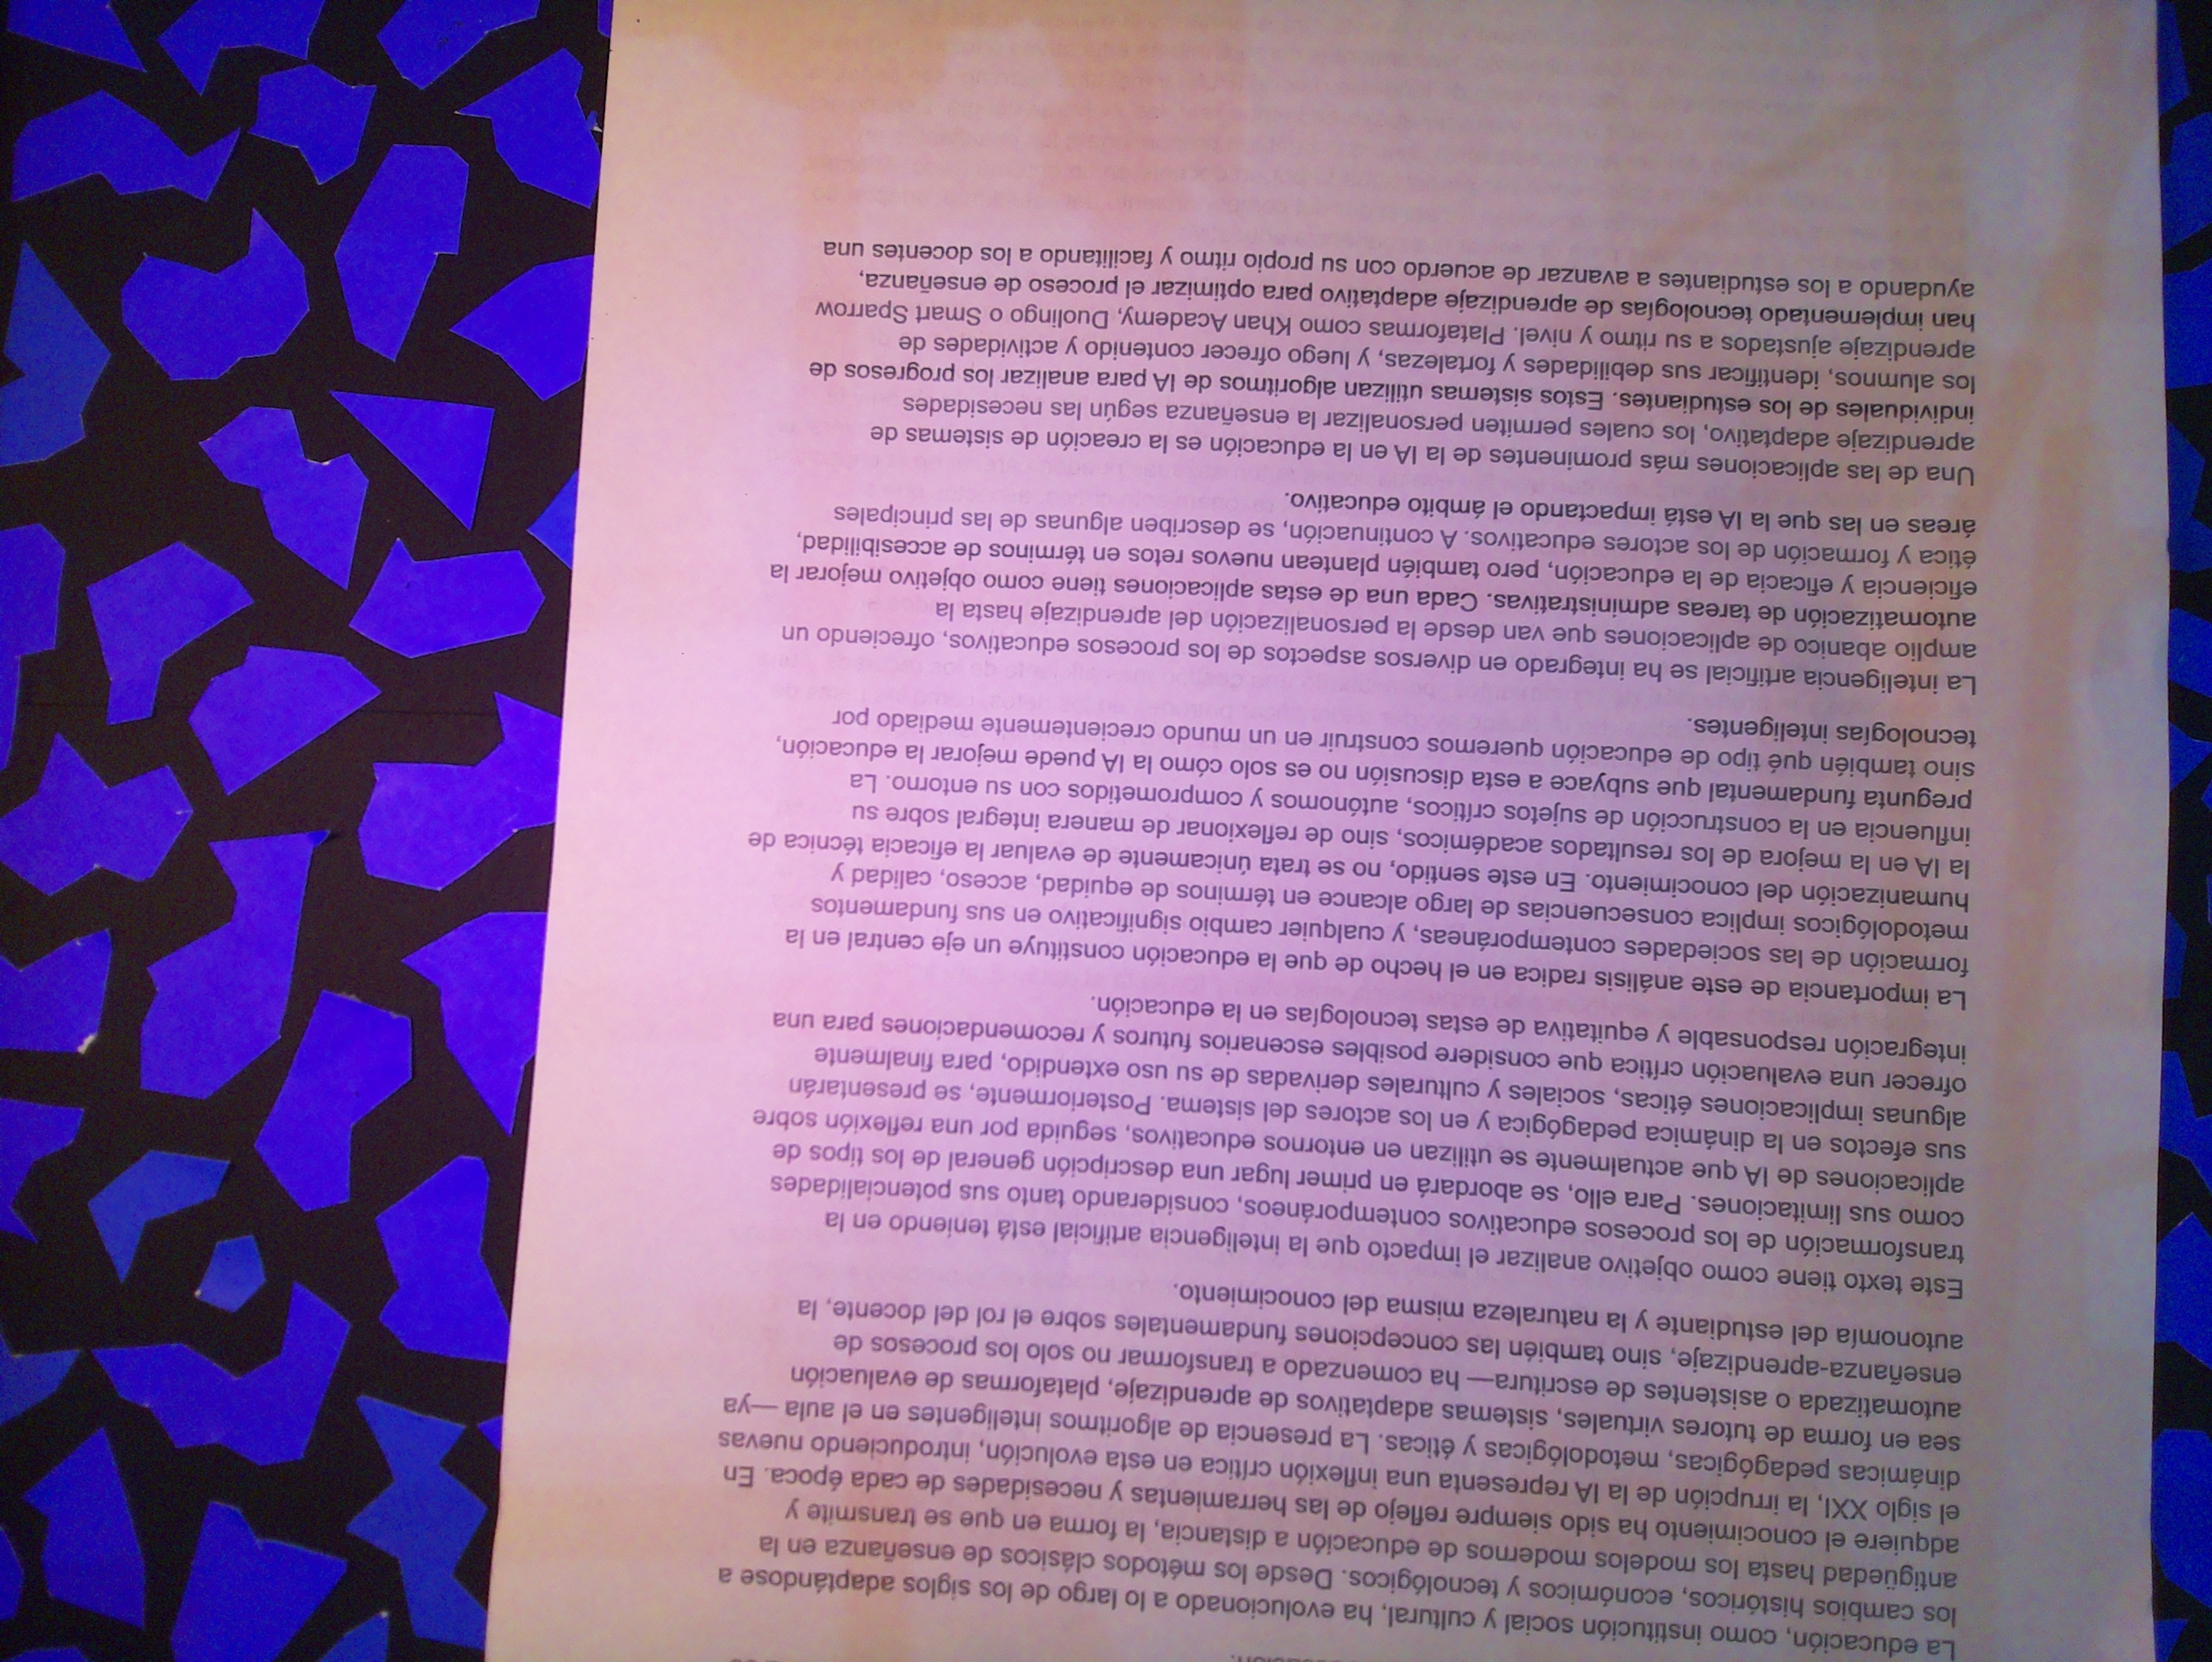 La educación, como institución social y cultural, ha evolucionado a lo largo de los siglos adaptándose a
los cambios históricos, económicos y tecnológicos. Desde los métodos clásicos de enseñanza en la
antigüedad hasta los modelos modernos de educación a distancia, la forma en que se transmite y
adquiere el conocimiento ha sido siempre reflejo de las herramientas y necesidades de cada época. En
el siglo XXI, la irrupción de la IA representa una inflexión crítica en esta evolución, introduciendo nuevas
dinámicas pedagógicas, metodológicas y éticas. La presencia de algoritmos inteligentes en el aula —ya
sea en forma de tutores virtuales, sistemas adaptativos de aprendizaje, plataformas de evaluación
automatizada o asistentes de escritura— ha comenzado a transformar no solo los procesos de
enseñanza-aprendizaje, sino también las concepciones fundamentales sobre el rol del docente, la
autonomía del estudiante y la naturaleza misma del conocimiento.
Este texto tiene como objetivo analizar el impacto que la inteligencia artificial está teniendo en la
transformación de los procesos educativos contemporáneos, considerando tanto sus potencialidades
como sus limitaciones. Para ello, se abordará en primer lugar una descripción general de los tipos de
aplicaciones de IA que actualmente se utilizan en entornos educativos, seguida por una reflexión sobre
sus efectos en la dinámica pedagógica y en los actores del sistema. Posteriormente, se presentarán
algunas implicaciones éticas, sociales y culturales derivadas de su uso extendido, para finalmente
ofrecer una evaluación crítica que considere posibles escenarios futuros y recomendaciones para una
integración responsable y equitativa de estas tecnologías en la educación.
La importancia de este análisis radica en el hecho de que la educación constituye un eje central en la
formación de las sociedades contemporáneas, y cualquier cambio significativo en sus fundamentos
metodológicos implica consecuencias de largo alcance en términos de equidad, acceso, calidad y
humanización del conocimiento. En este sentido, no se trata únicamente de evaluar la eficacia técnica de
la IA en la mejora de los resultados académicos, sino de reflexionar de manera integral sobre su
influencia en la construcción de sujetos críticos, autónomos y comprometidos con su entorno. La
pregunta fundamental que subyace a esta discusión no es solo cómo la IA puede mejorar la educación,
sino también qué tipo de educación queremos construir en un mundo crecientemente mediado por
tecnologías inteligentes.
La inteligencia artificial se ha integrado en diversos aspectos de los procesos educativos, ofreciendo un
amplio abanico de aplicaciones que van desde la personalización del aprendizaje hasta la
automatización de tareas administrativas. Cada una de estas aplicaciones tiene como objetivo mejorar la
eficiencia y eficacia de la educación, pero también plantean nuevos retos en términos de accesibilidad,
ética y formación de los actores educativos. A continuación, se describen algunas de las principales
áreas en las que la IA está impactando el ámbito educativo.
Una de las aplicaciones más prominentes de la IA en la educación es la creación de sistemas de
aprendizaje adaptativo, los cuales permiten personalizar la enseñanza según las necesidades
individuales de los estudiantes. Estos sistemas utilizan algoritmos de IA para analizar los progresos de
los alumnos, identificar sus debilidades y fortalezas, y luego ofrecer contenido y actividades de
aprendizaje ajustados a su ritmo y nivel. Plataformas como Khan Academy, Duolingo o Smart Sparrow
han implementado tecnologías de aprendizaje adaptativo para optimizar el proceso de enseñanza,
ayudando a los estudiantes a avanzar de acuerdo con su propio ritmo y facilitando a los docentes una